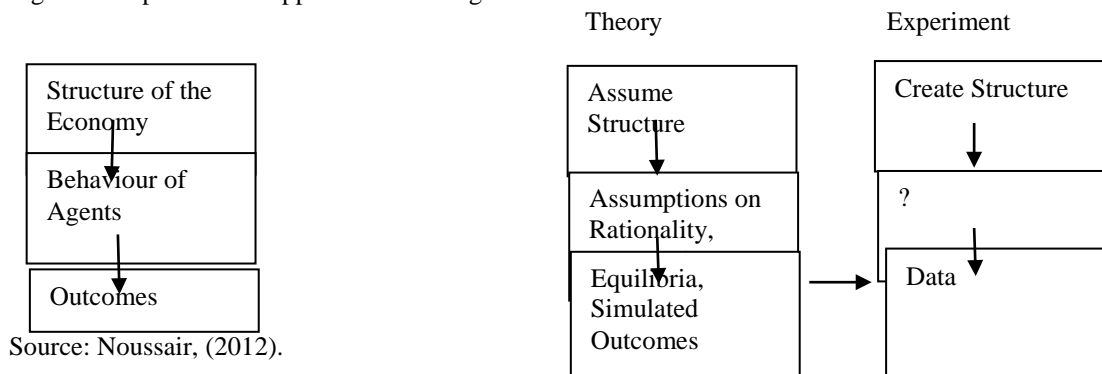 Theory
Experiment
Structure of the
Economy
Behaviour of
Agents
Outcomes
Source: Noussair, (2012).
Assume
Structure
Assumptions on
Rationality,
Equilibria,
Simulated
Outcomes
Create Structure
?
Data